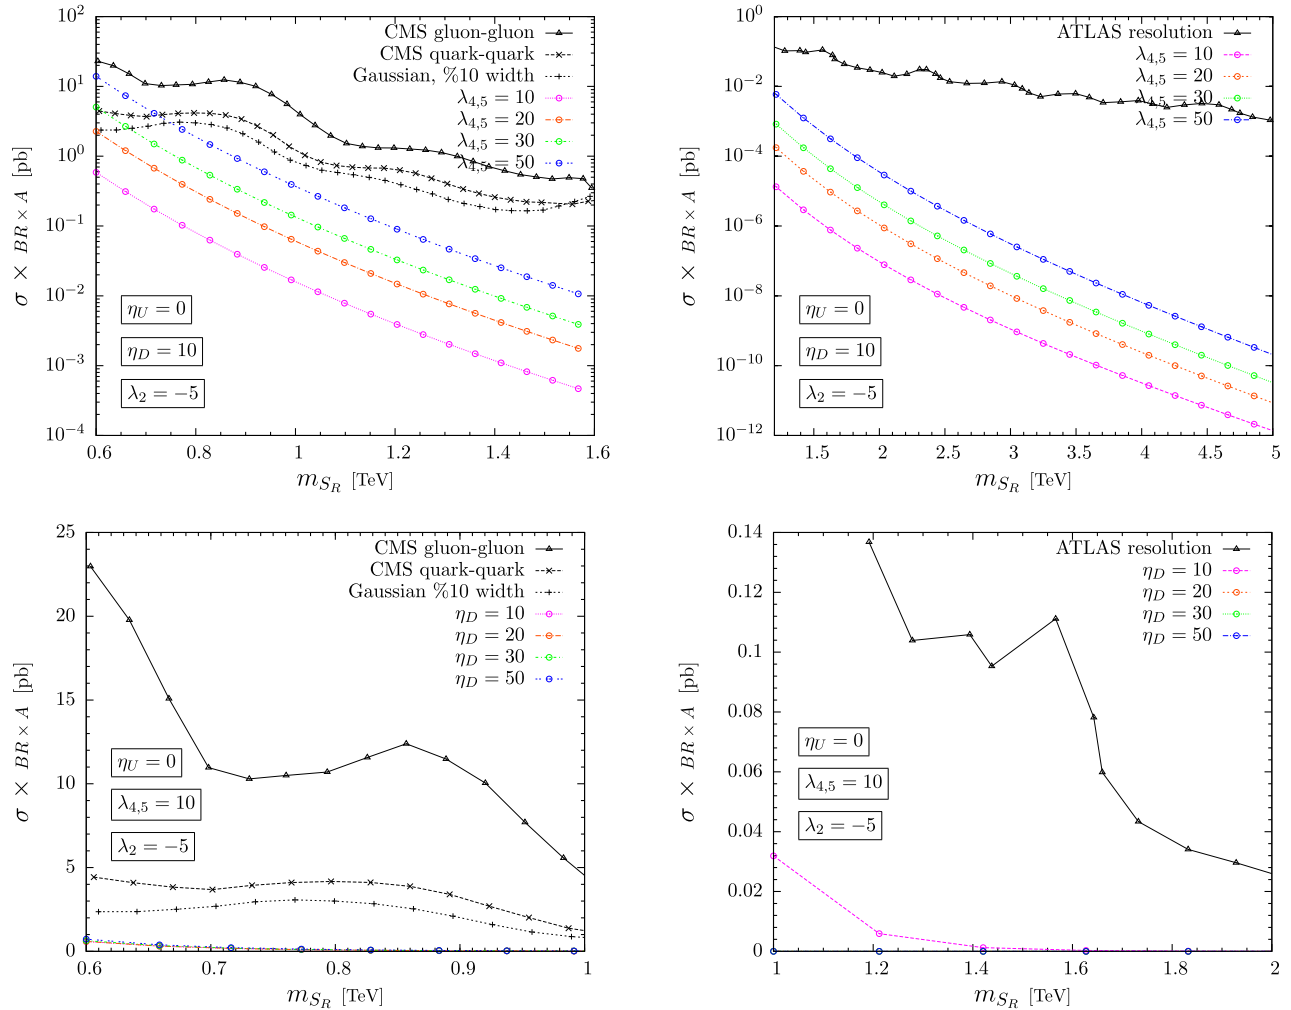 CMS gluon-gluon
CMS quark-quark
Gaussian, %10 width
λ4,5 = 10
λ4,5 = 20
λ4,5 = 30
λ4,5 = 50
10²
10¹
10⁰
10⁻¹
10⁻²
10⁻³
10⁻⁴
σ × BR × A [pb]
ηU = 0
ηD = 10
λ2 = −5
0.6 0.8 1 1.2 1.4 1.6
mSR [TeV]
ATLAS resolution
λ4,5 = 10
λ4,5 = 20
λ4,5 = 30
λ4,5 = 50
10⁰
10⁻²
10⁻⁴
10⁻⁶
10⁻⁸
10⁻¹⁰
10⁻¹²
σ × BR × A [pb]
ηU = 0
ηD = 10
λ2 = −5
1.5 2 2.5 3 3.5 4 4.5 5
mSR [TeV]
CMS gluon-gluon
CMS quark-quark
Gaussian %10 width
ηD = 10
ηD = 20
ηD = 30
ηD = 50
25
20
15
10
5
0
σ × BR × A [pb]
ηU = 0
λ4,5 = 10
λ2 = −5
0.6 0.7 0.8 0.9 1
mSR [TeV]
ATLAS resolution
ηD = 10
ηD = 20
ηD = 30
ηD = 50
0.14
0.12
0.1
0.08
0.06
0.04
0.02
0
σ × BR × A [pb]
ηU = 0
λ4,5 = 10
λ2 = −5
1 1.2 1.4 1.6 1.8 2
mSR [TeV]